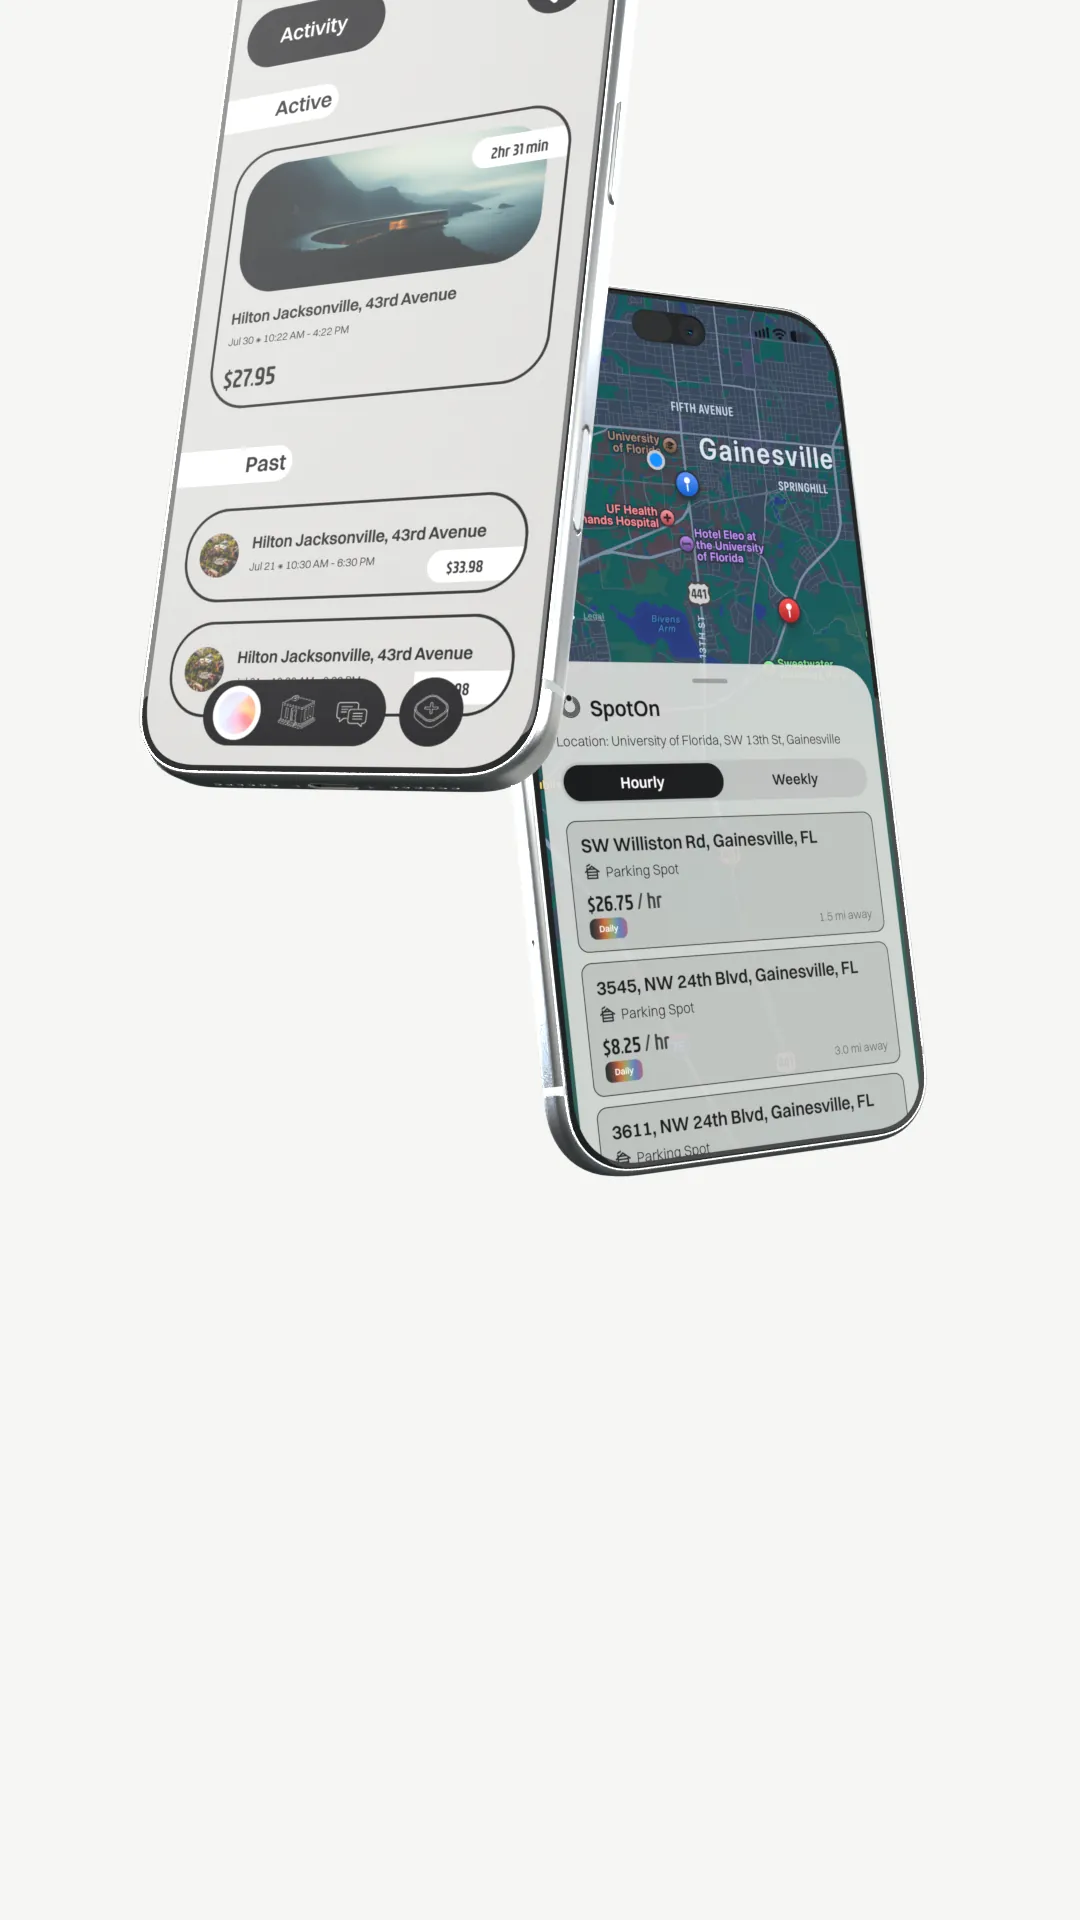 Activity
Active
2hr 31 min
Hilton Jacksonville, 43rd Avenue
Jul 30 • 10:22 AM - 4:22 PM
$27.95
Past
Hilton Jacksonville, 43rd Avenue
Jul 21 • 10:30 AM - 6:30 PM
$33.98
Hilton Jacksonville, 43rd Avenue
98
FIFTH AVENUE
University
of Florida
Gainesville
SPRINGHILL
UF Health
hands Hospital
Hotel Eleo at
the University
of Florida
441
Legal
Bivens
Arm
13TH ST
Sweetwater
SpotOn
Location: University of Florida, SW 13th St, Gainesville
Hourly
Weekly
SW Williston Rd, Gainesville, FL
Parking Spot
$26.75 / hr
Daily
1.5 mi away
3545, NW 24th Blvd, Gainesville, FL
Parking Spot
$8.25 / hr
Daily
3.0 mi away
3611, NW 24th Blvd, Gainesville, FL
Parking Spot